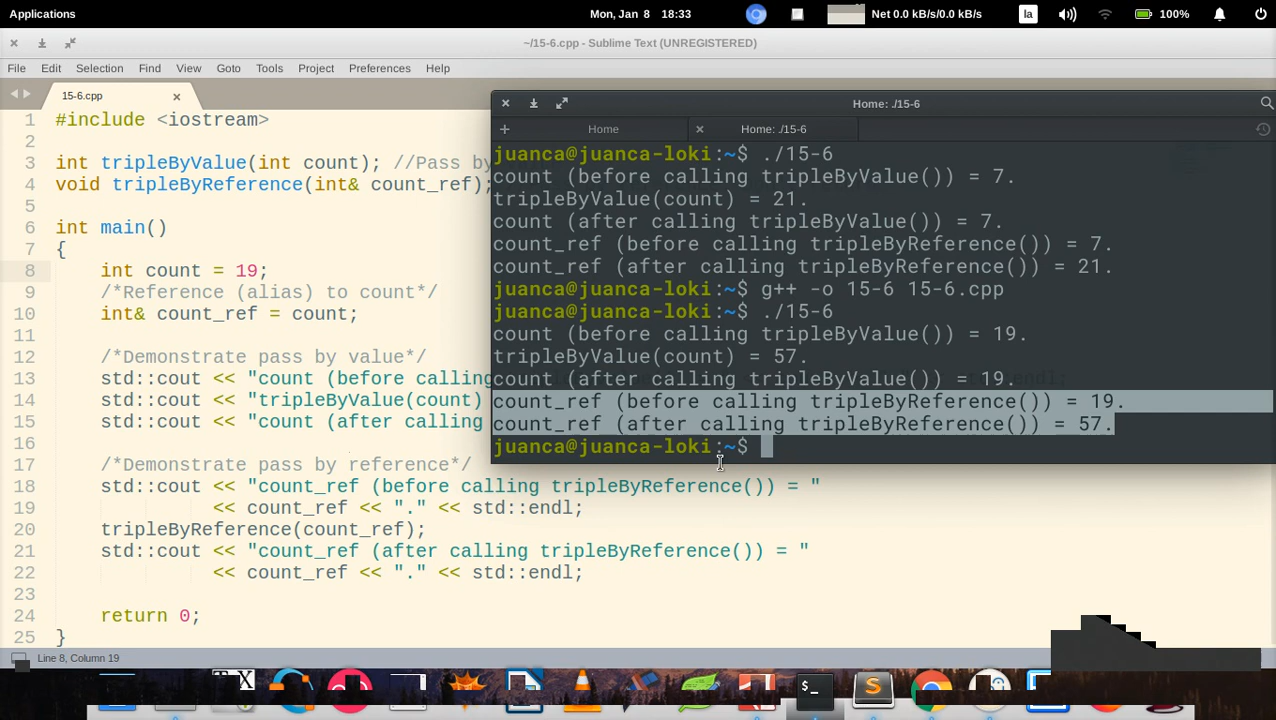 Applications
Mon, Jan 8 18:33
Net 0.0 kB/s/0.0 kB/s
la
100%
~/15-6.cpp - Sublime Text (UNREGISTERED)
File Edit Selection Find View Goto Tools Project Preferences Help
15-6.cpp
1 #include <iostream>
2
3 int tripleByValue(int count); //Pass by
4 void tripleByReference(int& count_ref);
5
6 int main()
7 {
8 int count = 19;
9 /*Reference (alias) to count*/
10 int& count_ref = count;
11
12 /*Demonstrate pass by value*/
13 std::cout << "count (before calling
14 std::cout << "tripleByValue(count)
15 std::cout << "count (after calling
16
17 /*Demonstrate pass by reference*/
18 std::cout << "count_ref (before calling tripleByReference()) = "
19 << count_ref << "." << std::endl;
20 tripleByReference(count_ref);
21 std::cout << "count_ref (after calling tripleByReference()) = "
22 << count_ref << "." << std::endl;
23
24 return 0;
25 }
Line 8, Column 19
Home: ./15-6
Home
Home: ./15-6
juanca@juanca-loki:~$ ./15-6
count (before calling tripleByValue()) = 7.
tripleByValue(count) = 21.
count (after calling tripleByValue()) = 7.
count_ref (before calling tripleByReference()) = 7.
count_ref (after calling tripleByReference()) = 21.
juanca@juanca-loki:~$ g++ -o 15-6 15-6.cpp
juanca@juanca-loki:~$ ./15-6
count (before calling tripleByValue()) = 19.
tripleByValue(count) = 57.
count (after calling tripleByValue()) = 19.
count_ref (before calling tripleByReference()) = 19.
count_ref (after calling tripleByReference()) = 57.
juanca@juanca-loki:~$